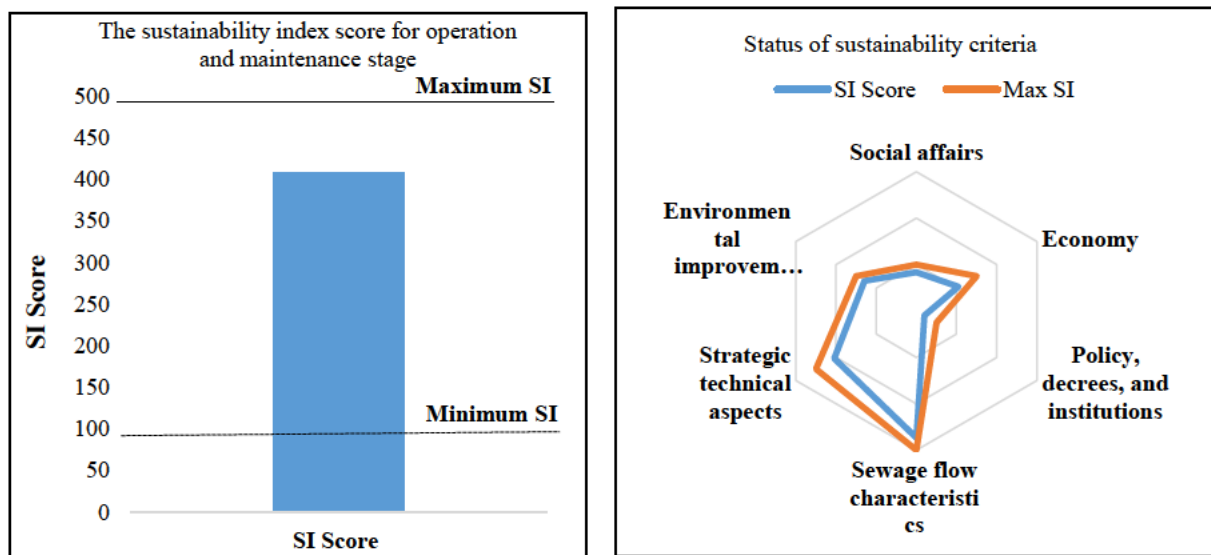 The sustainability index score for operation
and maintenance stage
Maximum SI
500
450
400
350
300
250
200
150
100
50
0
SI Score
Minimum SI
SI Score
Status of sustainability criteria
SI Score
Max SI
Social affairs
Economy
Policy,
decrees, and
institutions
Sewage flow
characteristi
cs
Strategic
technical
aspects
Environmen
tal
improvem…